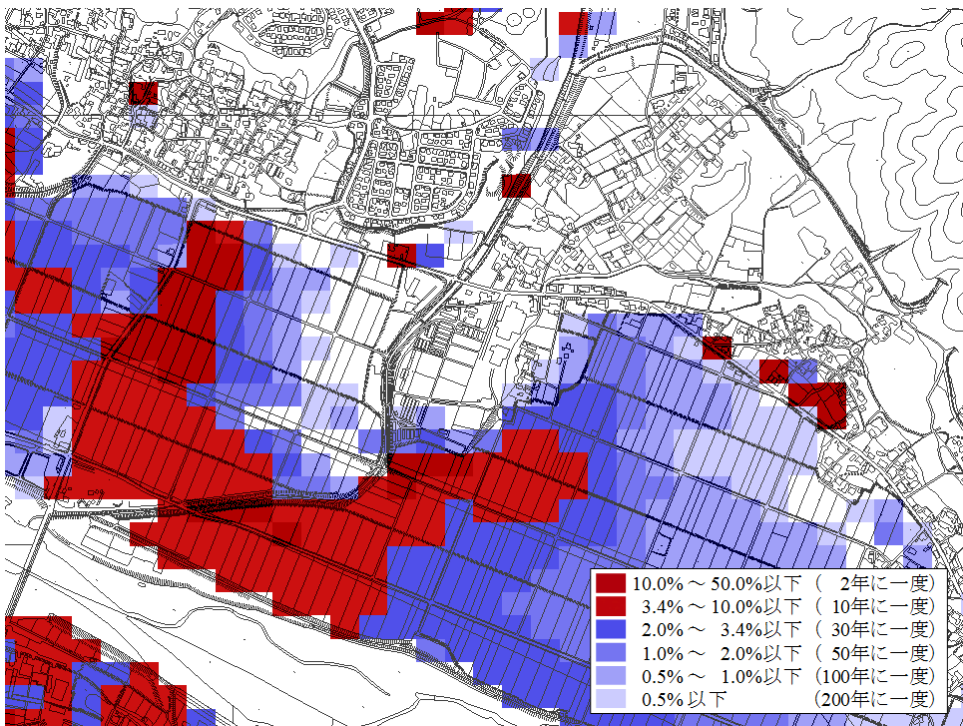 10.0%～ 50.0%以下 ( 2年に一度)
3.4%～ 10.0%以下 ( 10年に一度)
2.0%～ 3.4%以下 ( 30年に一度)
1.0%～ 2.0%以下 ( 50年に一度)
0.5%～ 1.0%以下 (100年に一度)
0.5%以下 (200年に一度)